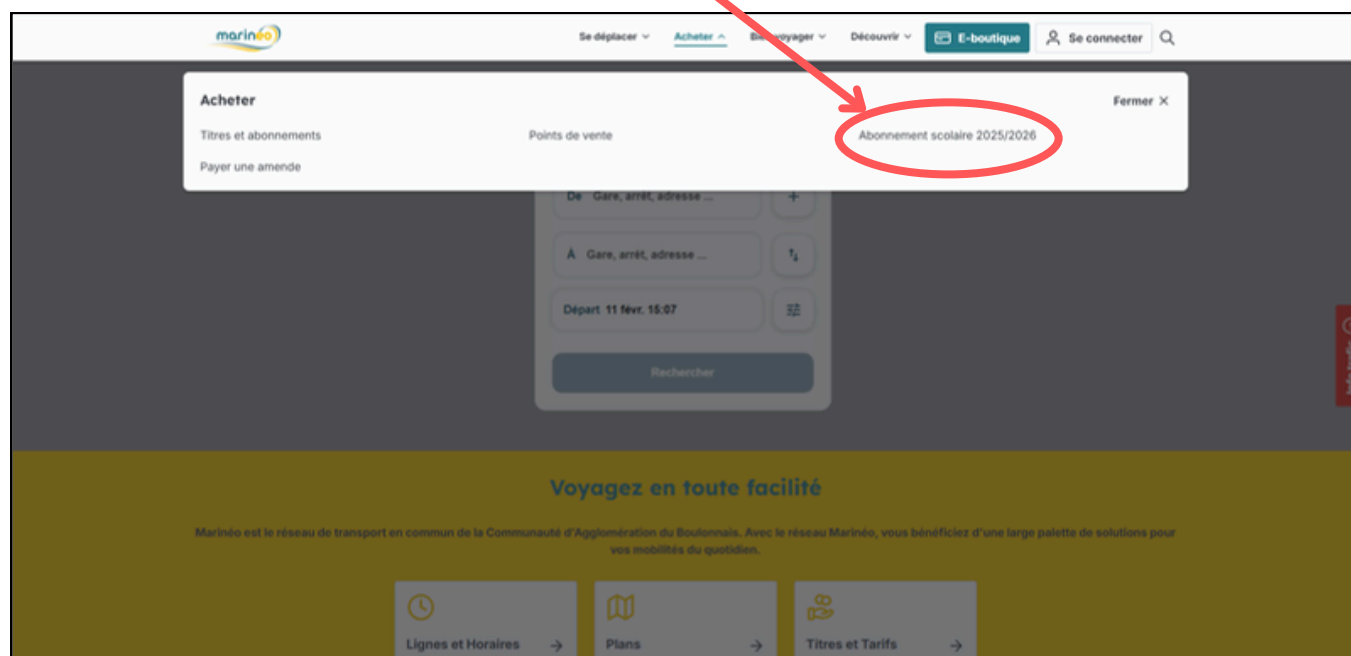 marinéo
Se déplacer
Acheter
Bien voyager
Découvrir
E-boutique
Se connecter
Acheter
Fermer
Titres et abonnements
Points de vente
Abonnement scolaire 2025/2026
Payer une amende
De Gare, arrêt, adresse ...
À Gare, arrêt, adresse ...
Départ 11 févr. 15:07
Rechercher
Voyagez en toute facilité
Marinéo est le réseau de transport en commun de la Communauté d'Agglomération du Boulonnais. Avec le réseau Marinéo, vous bénéficiez d'une large palette de solutions pour
vos mobilités du quotidien.
Lignes et Horaires
Plans
Titres et Tarifs